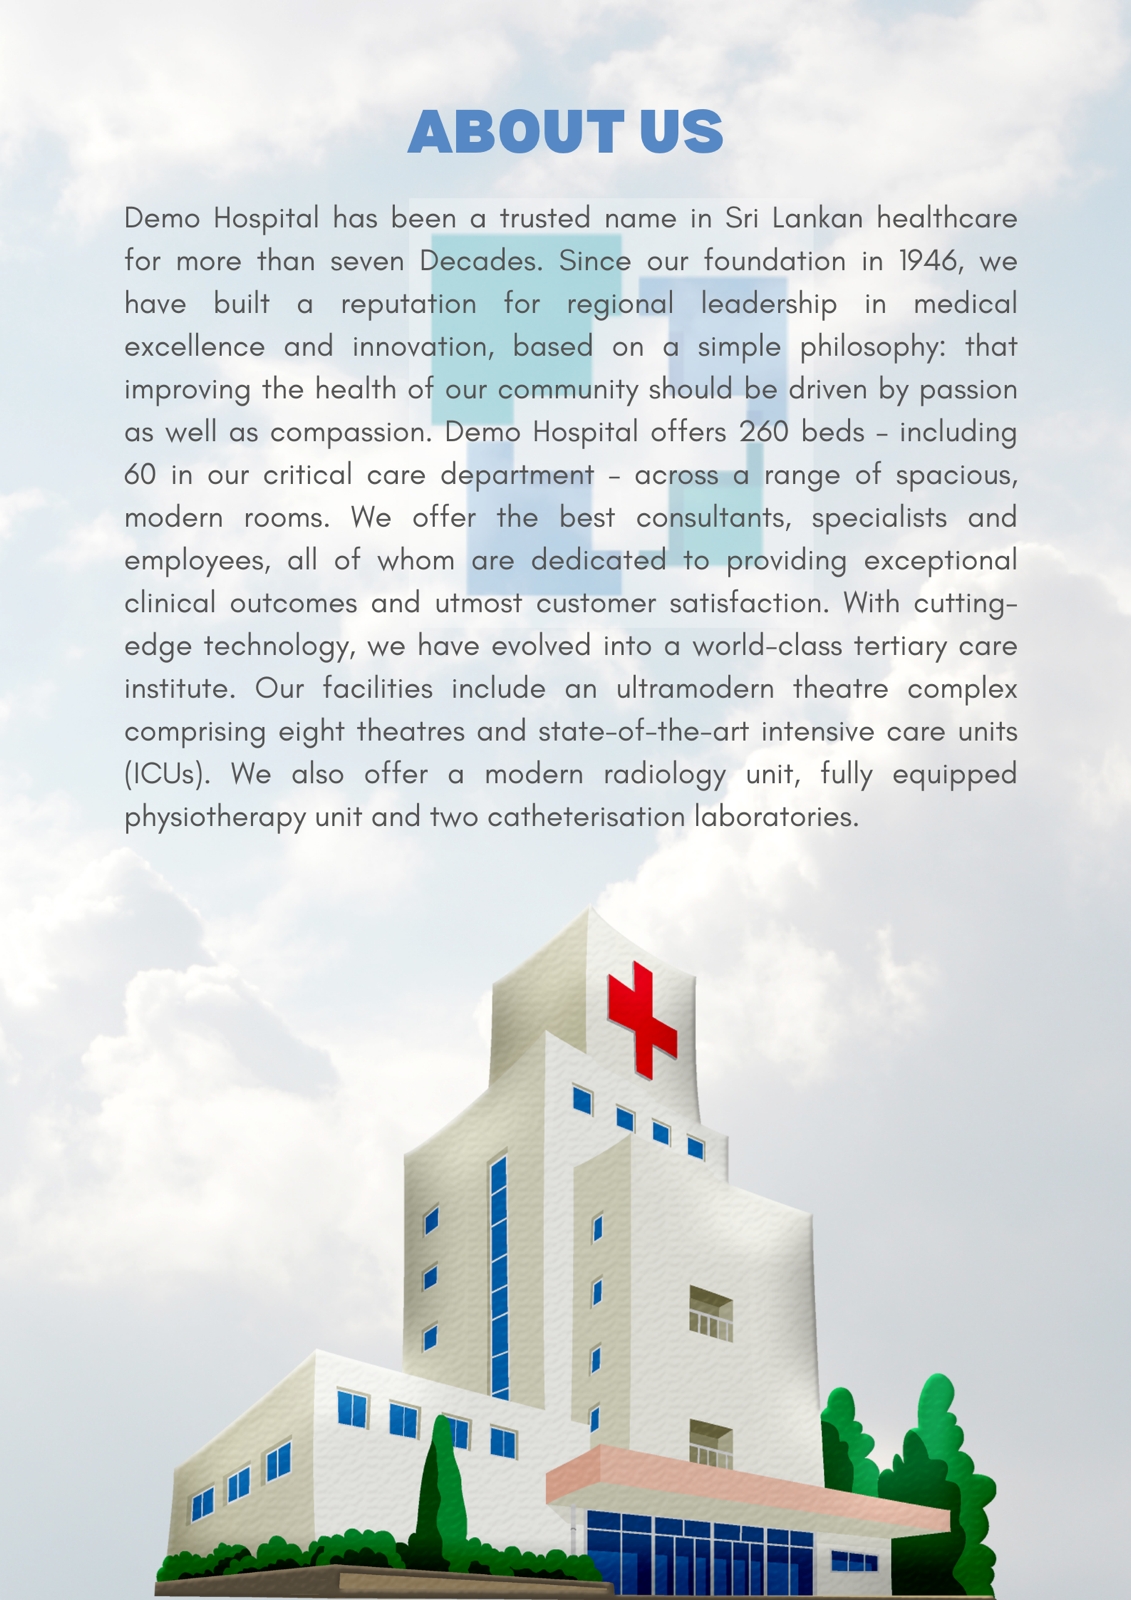 ABOUT US
Demo Hospital has been a trusted name in Sri Lankan healthcare
for more than seven Decades. Since our foundation in 1946, we
have built a reputation for regional leadership in medical
excellence and innovation, based on a simple philosophy: that
improving the health of our community should be driven by passion
as well as compassion. Demo Hospital offers 260 beds – including
60 in our critical care department – across a range of spacious,
modern rooms. We offer the best consultants, specialists and
employees, all of whom are dedicated to providing exceptional
clinical outcomes and utmost customer satisfaction. With cutting-
edge technology, we have evolved into a world-class tertiary care
institute. Our facilities include an ultramodern theatre complex
comprising eight theatres and state-of-the-art intensive care units
(ICUs). We also offer a modern radiology unit, fully equipped
physiotherapy unit and two catheterisation laboratories.